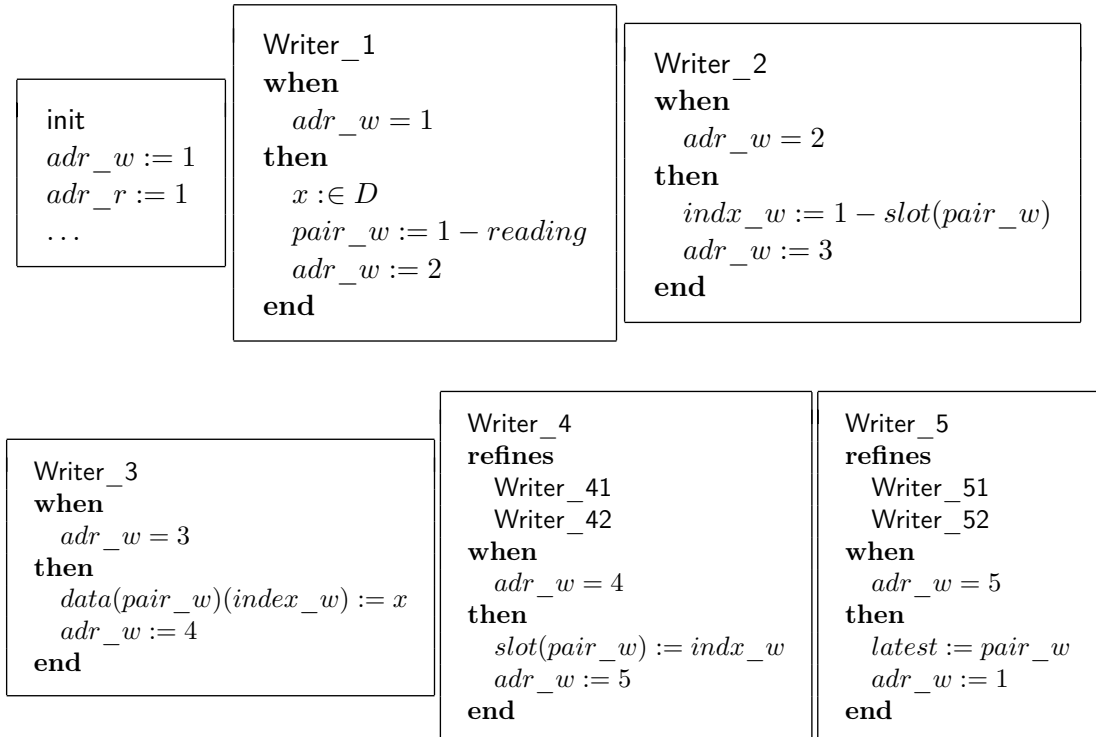 init
adr_w := 1
adr_r := 1
...
Writer_1
when
adr_w = 1
then
x :∈ D
pair_w := 1 − reading
adr_w := 2
end
Writer_2
when
adr_w = 2
then
indx_w := 1 − slot(pair_w)
adr_w := 3
end
Writer_3
when
adr_w = 3
then
data(pair_w)(index_w) := x
adr_w := 4
end
Writer_4
refines
Writer_41
Writer_42
when
adr_w = 4
then
slot(pair_w) := indx_w
adr_w := 5
end
Writer_5
refines
Writer_51
Writer_52
when
adr_w = 5
then
latest := pair_w
adr_w := 1
end